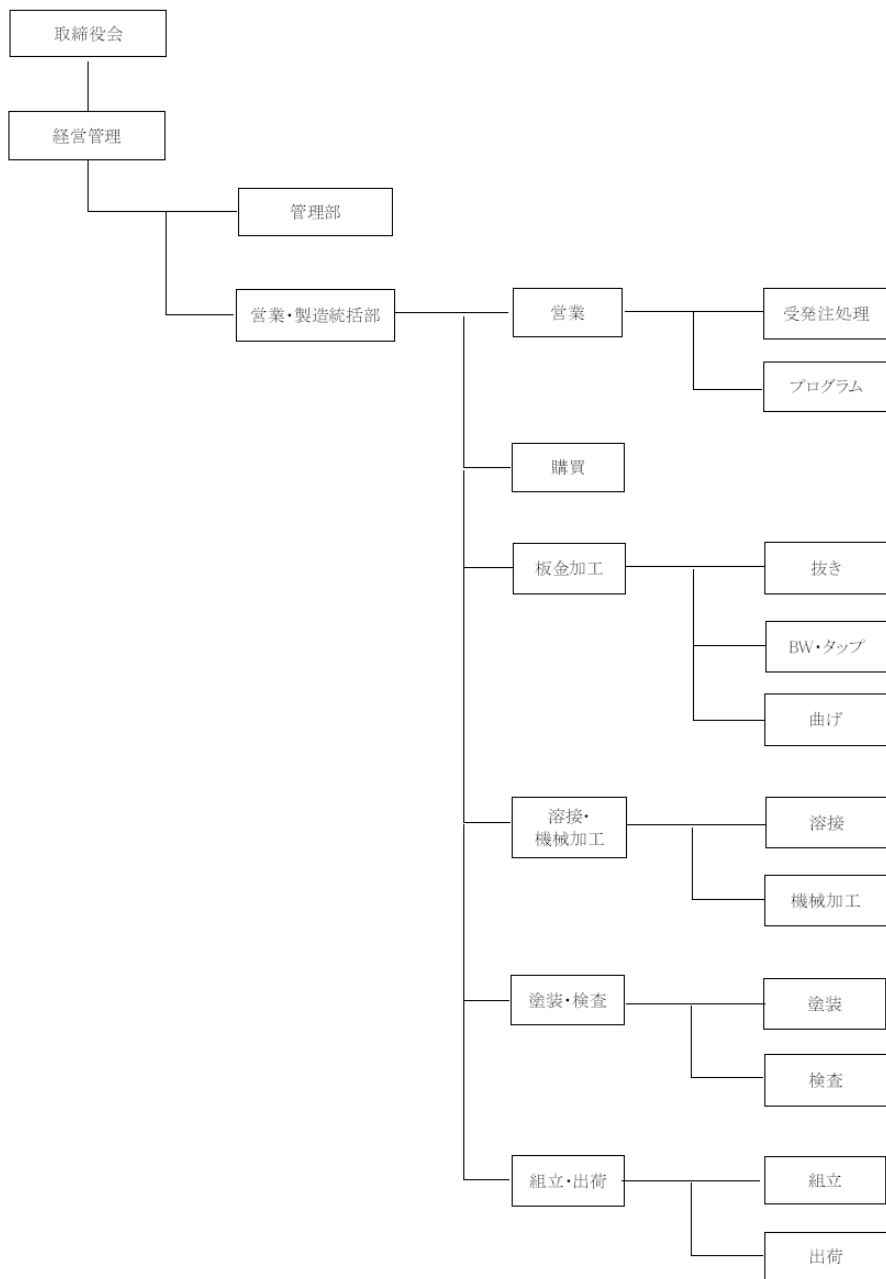 取締役会
経営管理
管理部
営業・製造統括部
営業
受発注処理
プログラム
購買
板金加工
抜き
BW・タップ
曲げ
溶接・
機械加工
溶接
機械加工
塗装・検査
塗装
検査
組立・出荷
組立
出荷